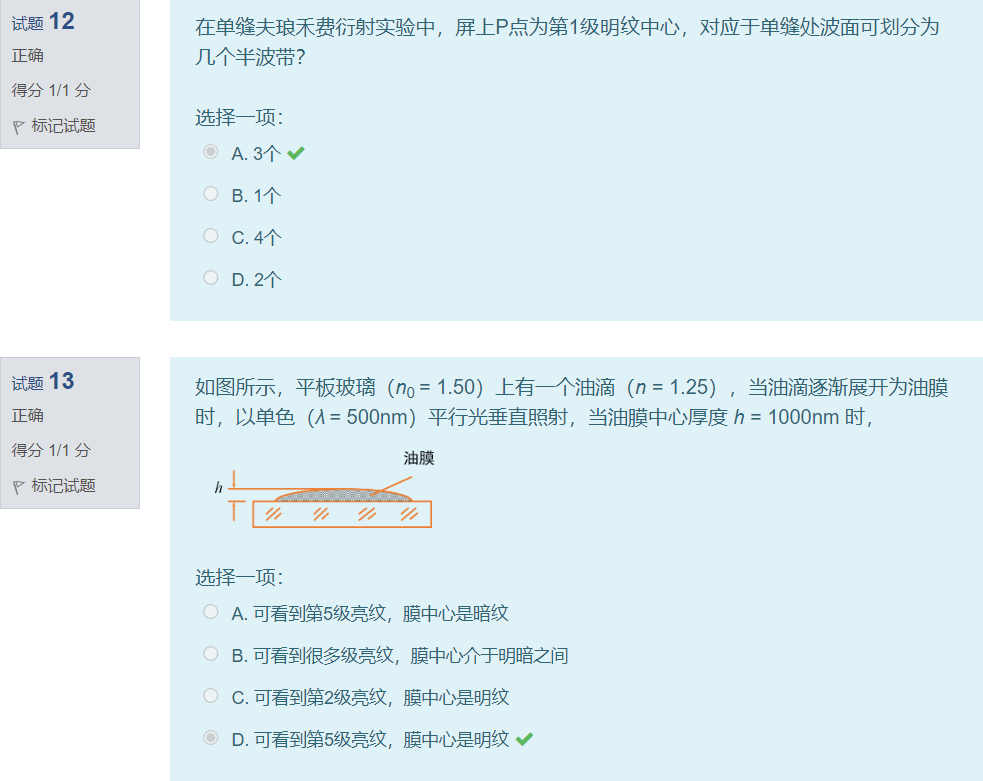 试题 12
正确
得分 1/1 分
标记试题
在单缝夫琅禾费衍射实验中，屏上P点为第1级明纹中心，对应于单缝处波面可划分为
几个半波带？
选择一项：
A. 3个
B. 1个
C. 4个
D. 2个
试题 13
正确
得分 1/1 分
标记试题
如图所示，平板玻璃（n₀ = 1.50）上有一个油滴（n = 1.25），当油滴逐渐展开为油膜
时，以单色（λ = 500nm）平行光垂直照射，当油膜中心厚度 h = 1000nm 时，
油膜
h
选择一项：
A. 可看到第5级亮纹，膜中心是暗纹
B. 可看到很多级亮纹，膜中心介于明暗之间
C. 可看到第2级亮纹，膜中心是明纹
D. 可看到第5级亮纹，膜中心是明纹